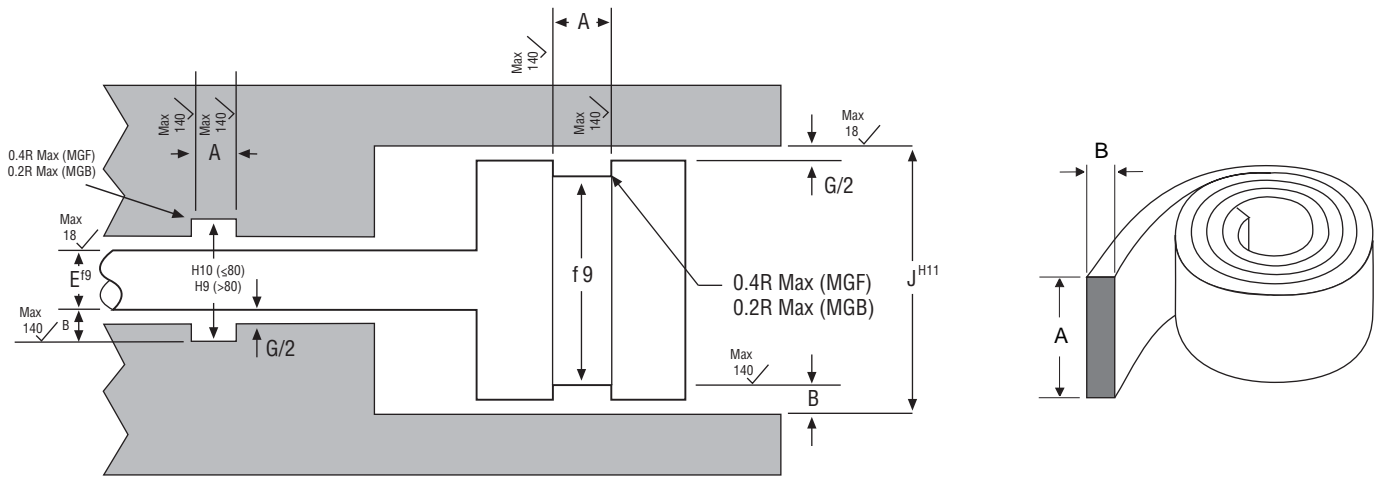 A
Max
140
Max
140
Max
140
Max
140
A
0.4R Max (MGF)
0.2R Max (MGB)
Max
18
Max
18
G/2
B
H10 (≤80)
H9 (>80)
E f9
f 9
0.4R Max (MGF)
0.2R Max (MGB)
J H11
Max
140
B
G/2
Max
140
B
A